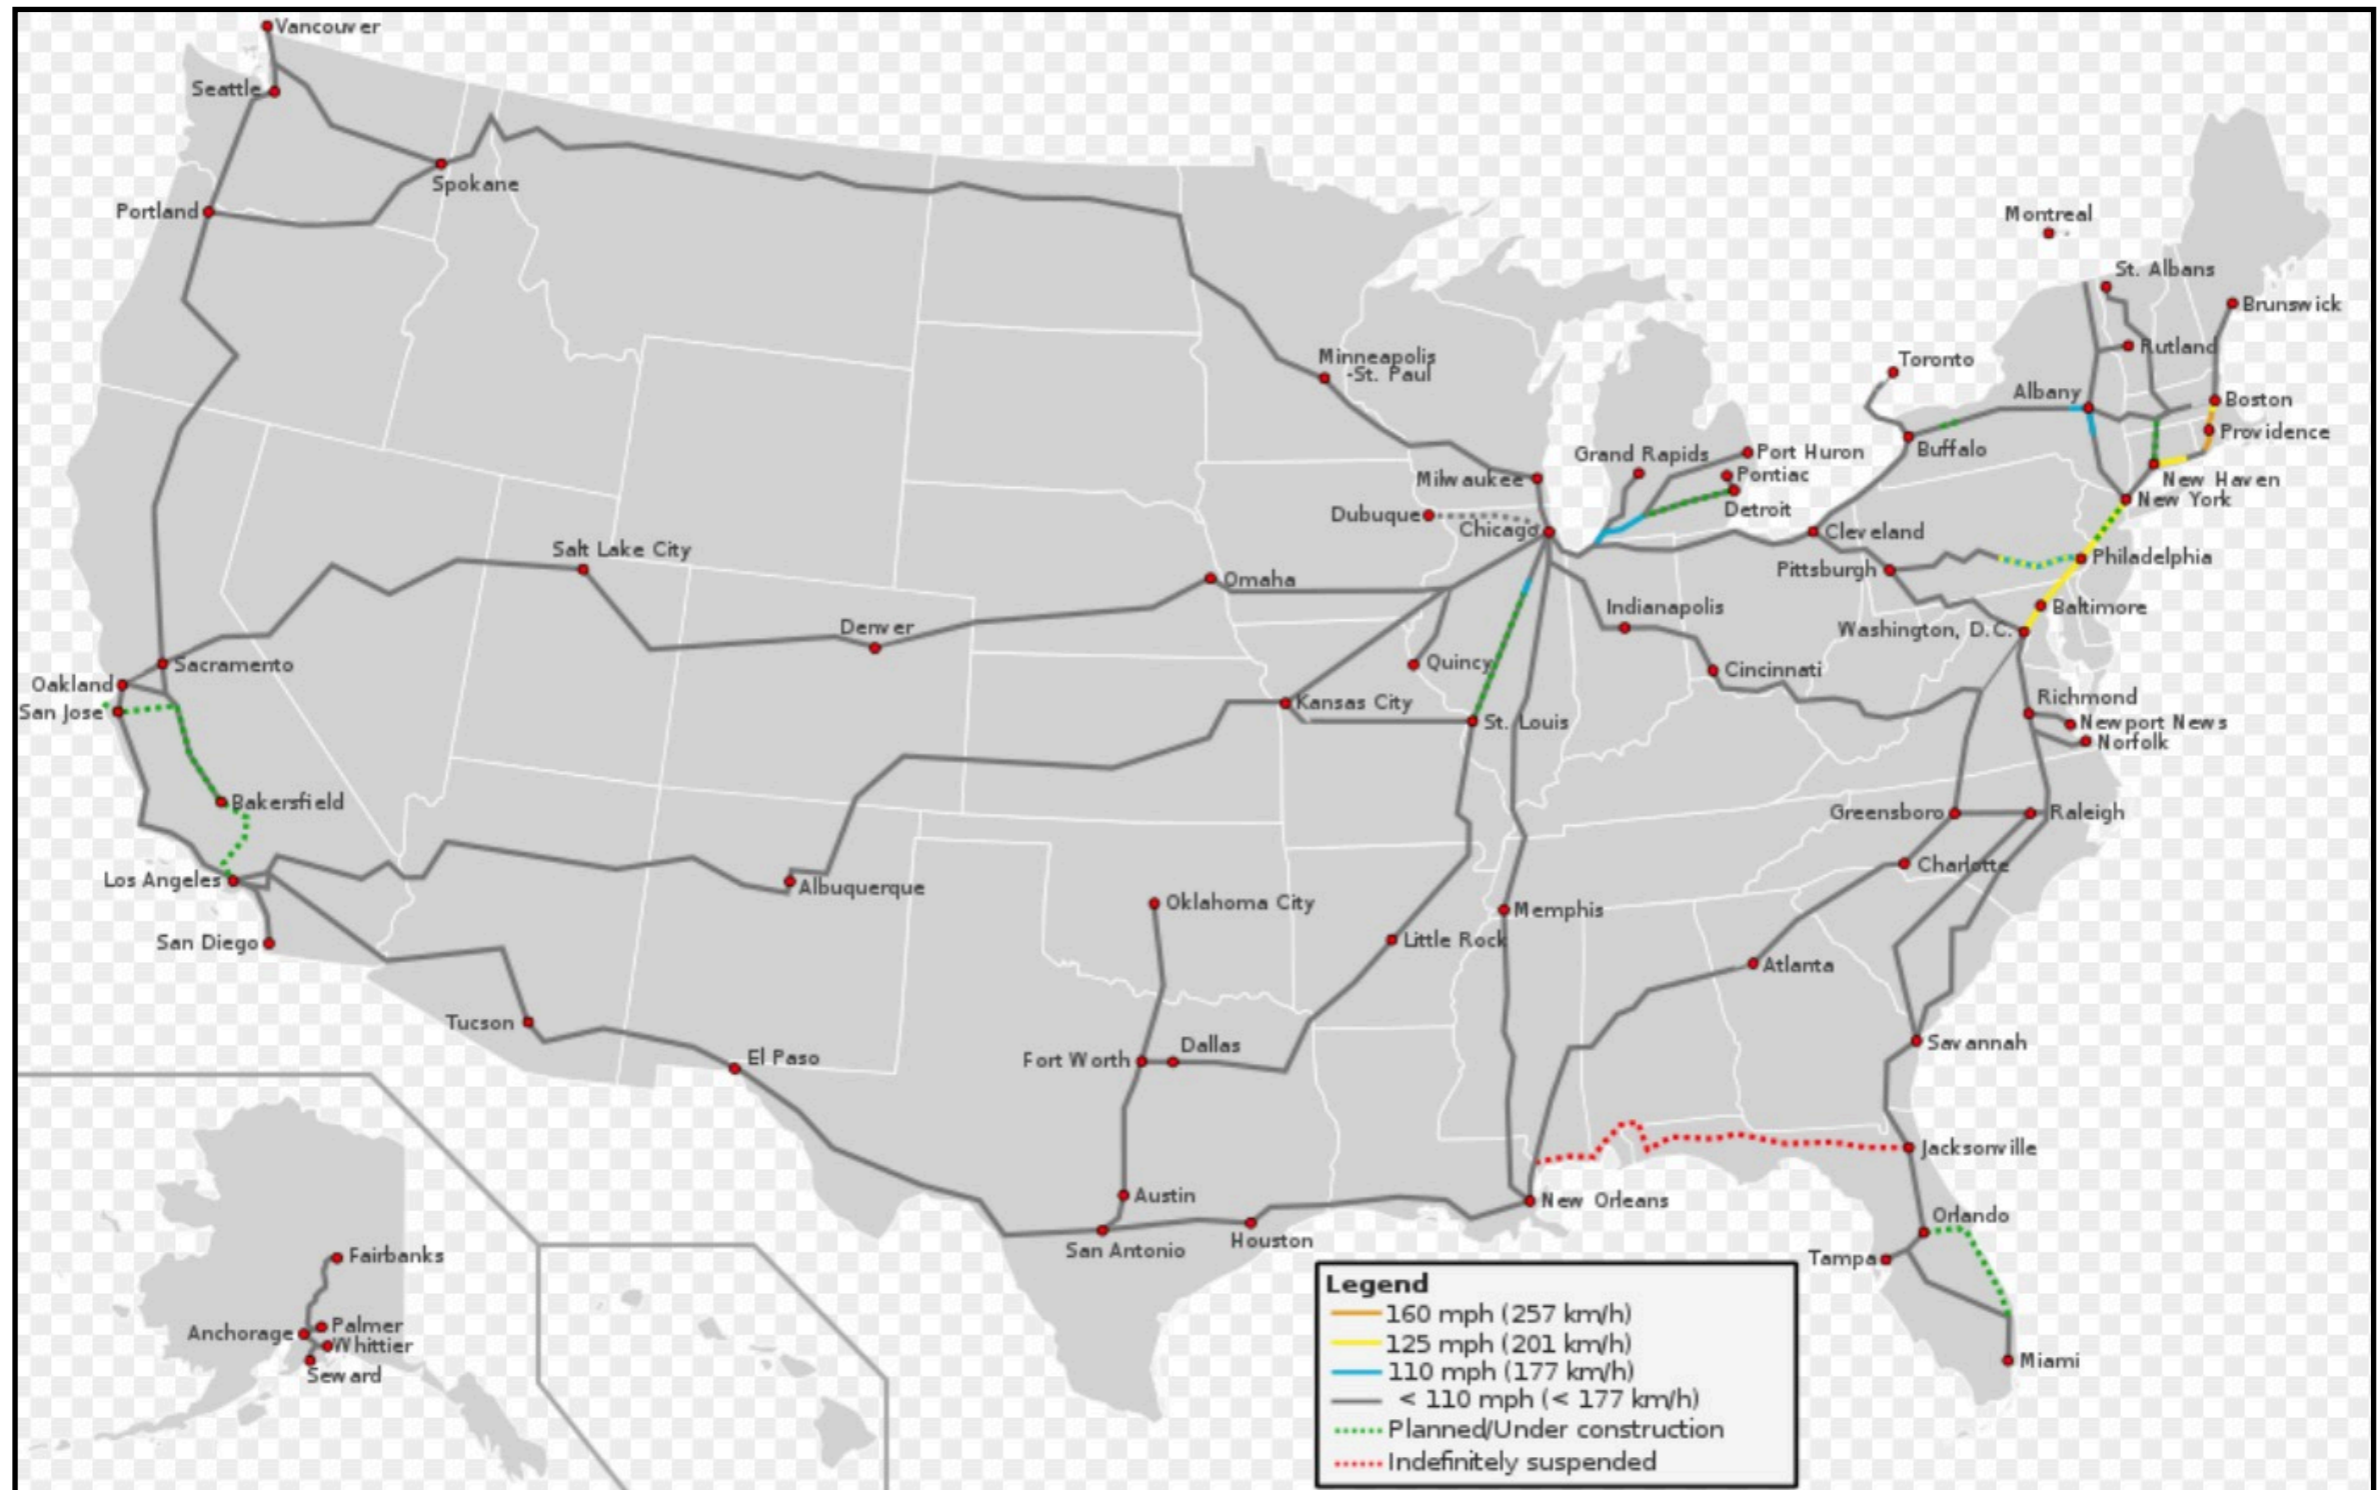 Vancouver
Seattle
Spokane
Portland
Montreal
St. Albans
Brunswick
Minneapolis
-St. Paul
Toronto
Rutland
Albany
Boston
Providence
Buffalo
Grand Rapids
Port Huron
Milwaukee
Pontiac
New Haven
New York
Detroit
Dubuque
Chicago
Cleveland
Salt Lake City
Philadelphia
Pittsburgh
Omaha
Indianapolis
Baltimore
Washington, D.C.
Denver
Sacramento
Quincy
Cincinnati
Oakland
San Jose
Kansas City
St. Louis
Richmond
Newport News
Norfolk
Bakersfield
Greensboro
Raleigh
Charlotte
Los Angeles
Albuquerque
Oklahoma City
Memphis
San Diego
Little Rock
Atlanta
Tucson
El Paso
Fort Worth
Dallas
Savannah
Jacksonville
Austin
New Orleans
San Antonio
Houston
Orlando
Tampa
Fairbanks
Anchorage
Palmer
Whittier
Seward
Miami
Legend
160 mph (257 km/h)
125 mph (201 km/h)
110 mph (177 km/h)
< 110 mph (< 177 km/h)
Planned/Under construction
Indefinitely suspended